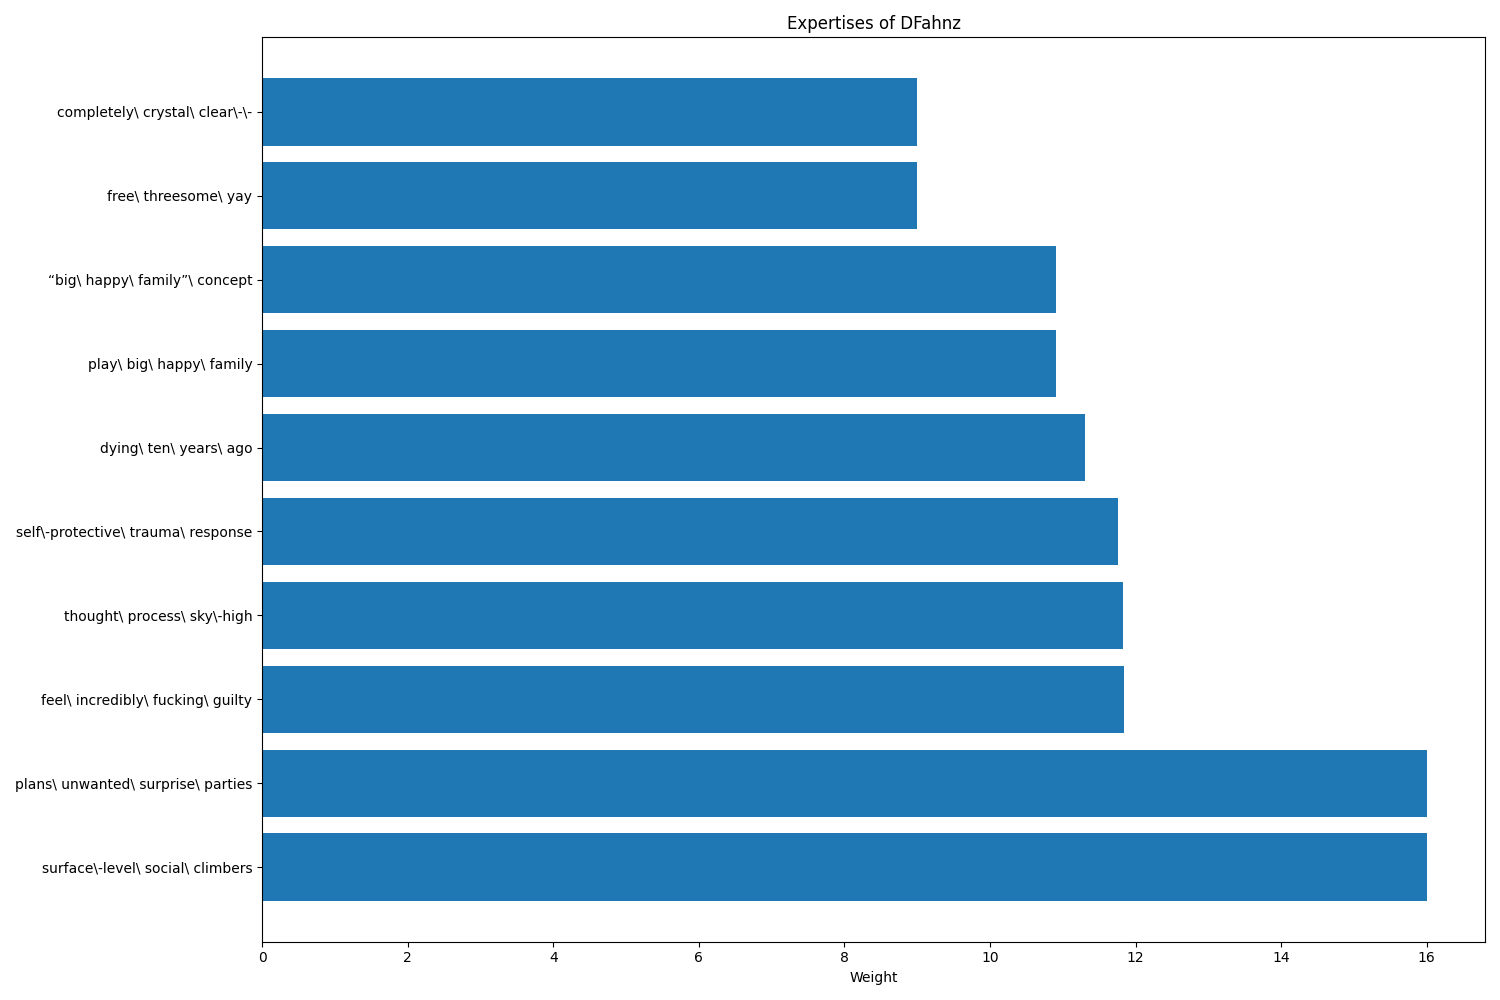 Expertises of DFahnz
completely\ crystal\ clear\-\-
free\ threesome\ yay
“big\ happy\ family”\ concept
play\ big\ happy\ family
dying\ ten\ years\ ago
self\-protective\ trauma\ response
thought\ process\ sky\-high
feel\ incredibly\ fucking\ guilty
plans\ unwanted\ surprise\ parties
surface\-level\ social\ climbers
0 2 4 6 8 10 12 14 16
Weight